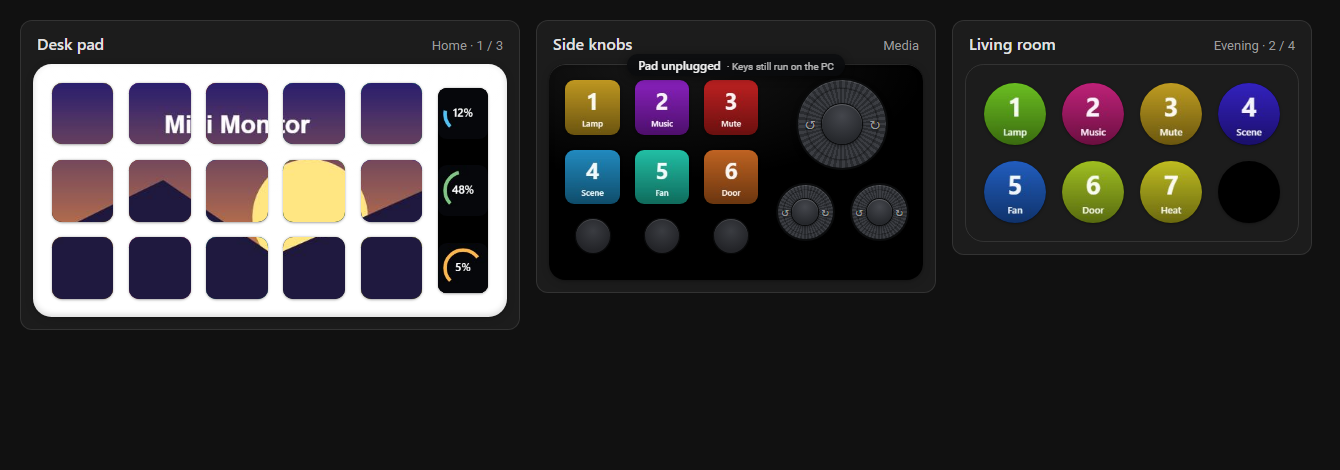 Desk pad
Home · 1 / 3
Mini Monitor
12%
48%
5%
Side knobs
Media
Pad unplugged · Keys still run on the PC
1
Lamp
2
Music
3
Mute
4
Scene
5
Fan
6
Door
Living room
Evening · 2 / 4
1
Lamp
2
Music
3
Mute
4
Scene
5
Fan
6
Door
7
Heat